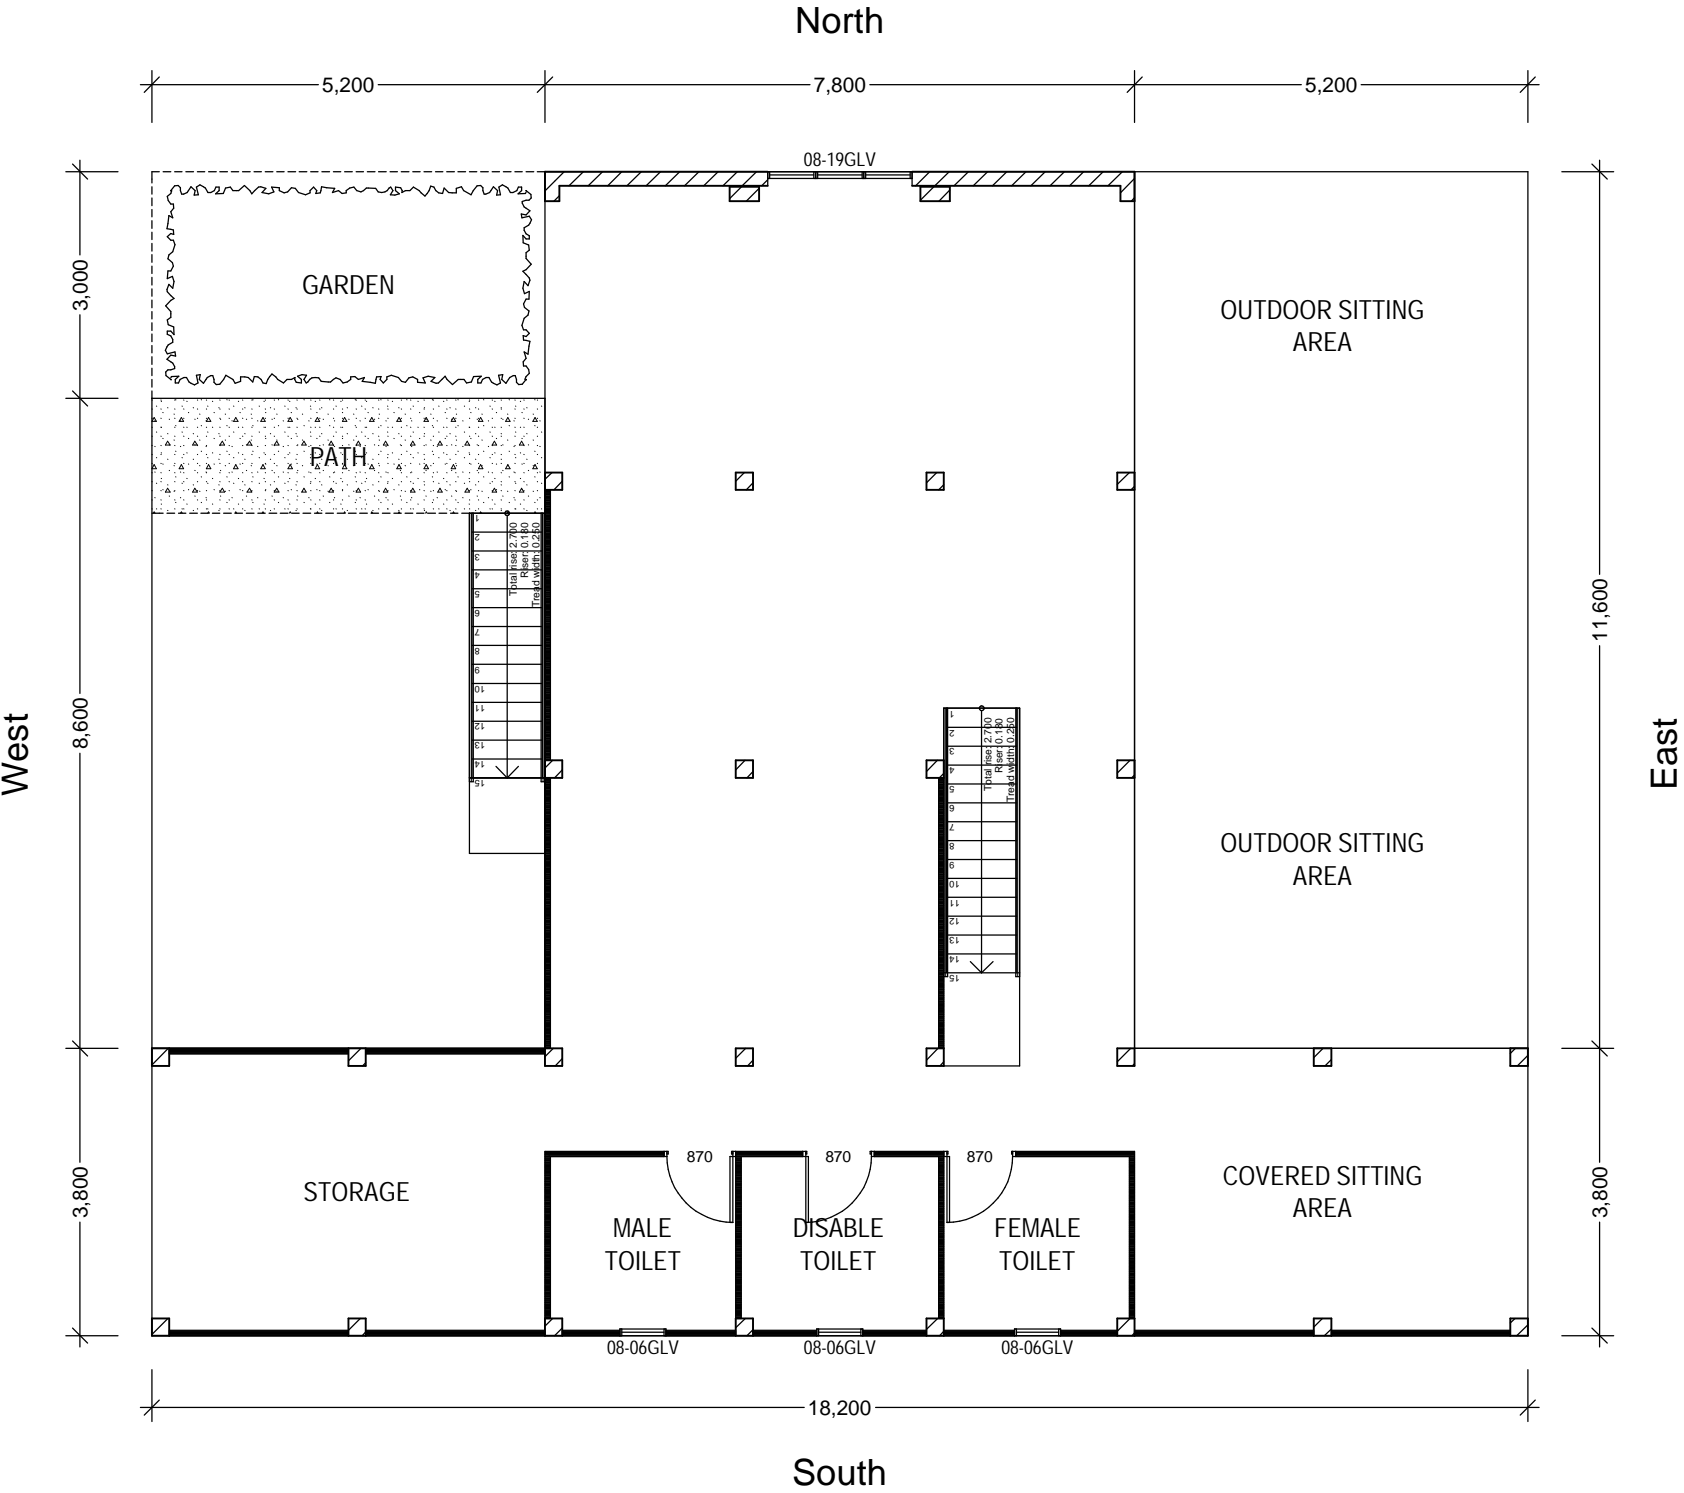 North
5,200
7,800
5,200
08-19GLV
GARDEN
3,000
OUTDOOR SITTING
AREA
PATH
1
2
3
4
5
6
7
8
9
10
11
12
13
14
15
Total rise: 2.700
Riser: 0.180
Tread width: 0.250
11,600
8,600
West
East
1
2
3
4
5
6
7
8
9
10
11
12
13
14
15
Total rise: 2.700
Riser: 0.180
Tread width: 0.250
OUTDOOR SITTING
AREA
870
870
870
3,800
STORAGE
MALE
TOILET
DISABLE
TOILET
FEMALE
TOILET
COVERED SITTING
AREA
3,800
08-06GLV
08-06GLV
08-06GLV
18,200
South